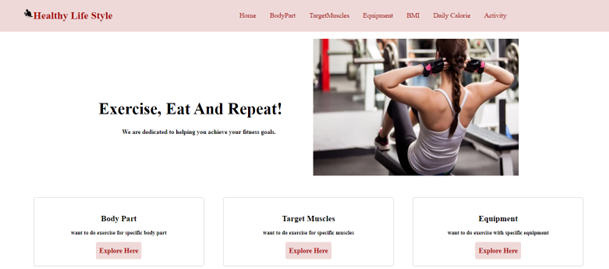 Healthy Life Style
Home BodyPart TargetMuscles Equipment BMI Daily Calorie Activity
Exercise, Eat And Repeat!
We are dedicated to helping you achieve your fitness goals.
Body Part
want to do exercise for specific body part
Explore Here
Target Muscles
want to do exercise for specific muscles
Explore Here
Equipment
want to do exercise with specific equipment
Explore Here